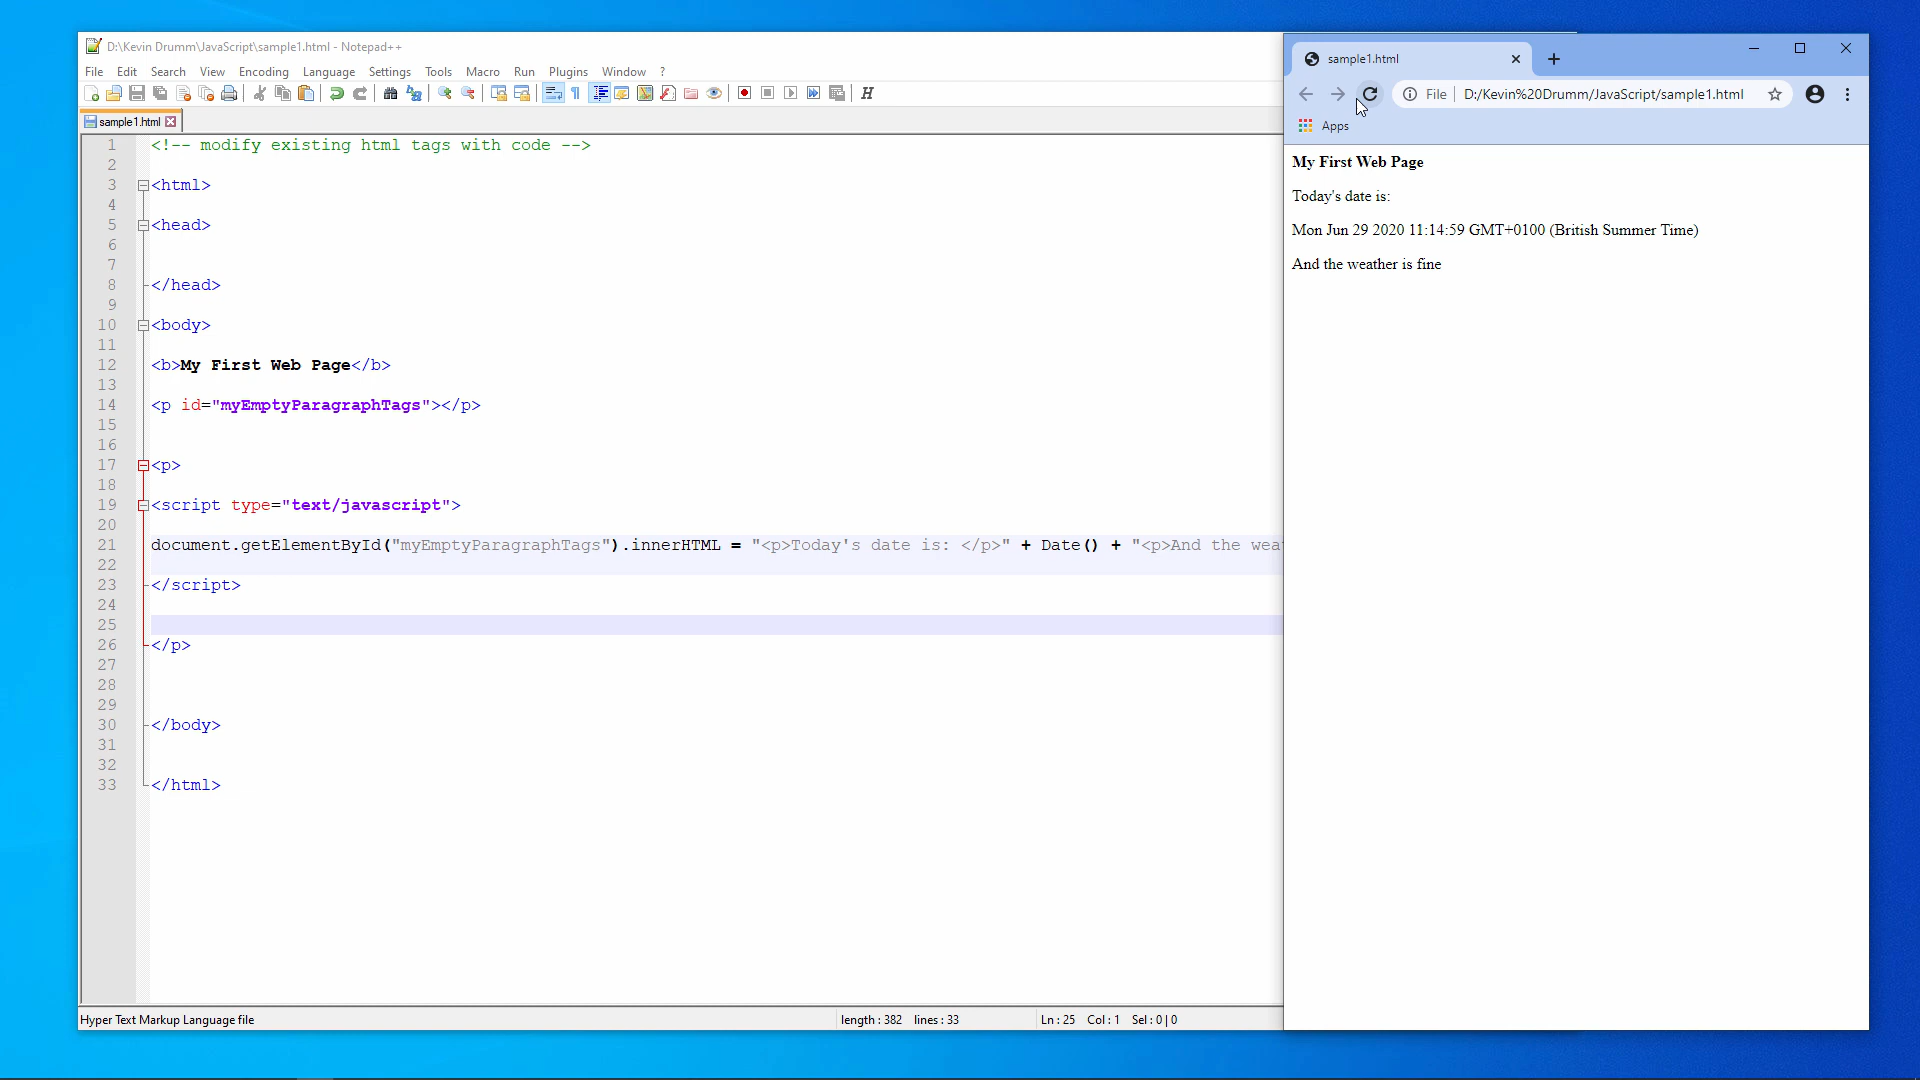 D:\Kevin Drumm\JavaScript\sample1.html - Notepad++
File Edit Search View Encoding Language Settings Tools Macro Run Plugins Window ?
sample1.html
1 <!-- modify existing html tags with code -->
2
3 <html>
4
5 <head>
6
7
8 </head>
9
10 <body>
11
12 <b>My First Web Page</b>
13
14 <p id="myEmptyParagraphTags"></p>
15
16
17 <p>
18
19 <script type="text/javascript">
20
21 document.getElementById("myEmptyParagraphTags").innerHTML = "<p>Today's date is: </p>" + Date() + "<p>And the wea
22
23 </script>
24
25
26 </p>
27
28
29
30 </body>
31
32
33 </html>
Hyper Text Markup Language file length : 382 lines : 33 Ln : 25 Col : 1 Sel : 0 | 0
sample1.html
File D:/Kevin%20Drumm/JavaScript/sample1.html
Apps
My First Web Page
Today's date is:
Mon Jun 29 2020 11:14:59 GMT+0100 (British Summer Time)
And the weather is fine